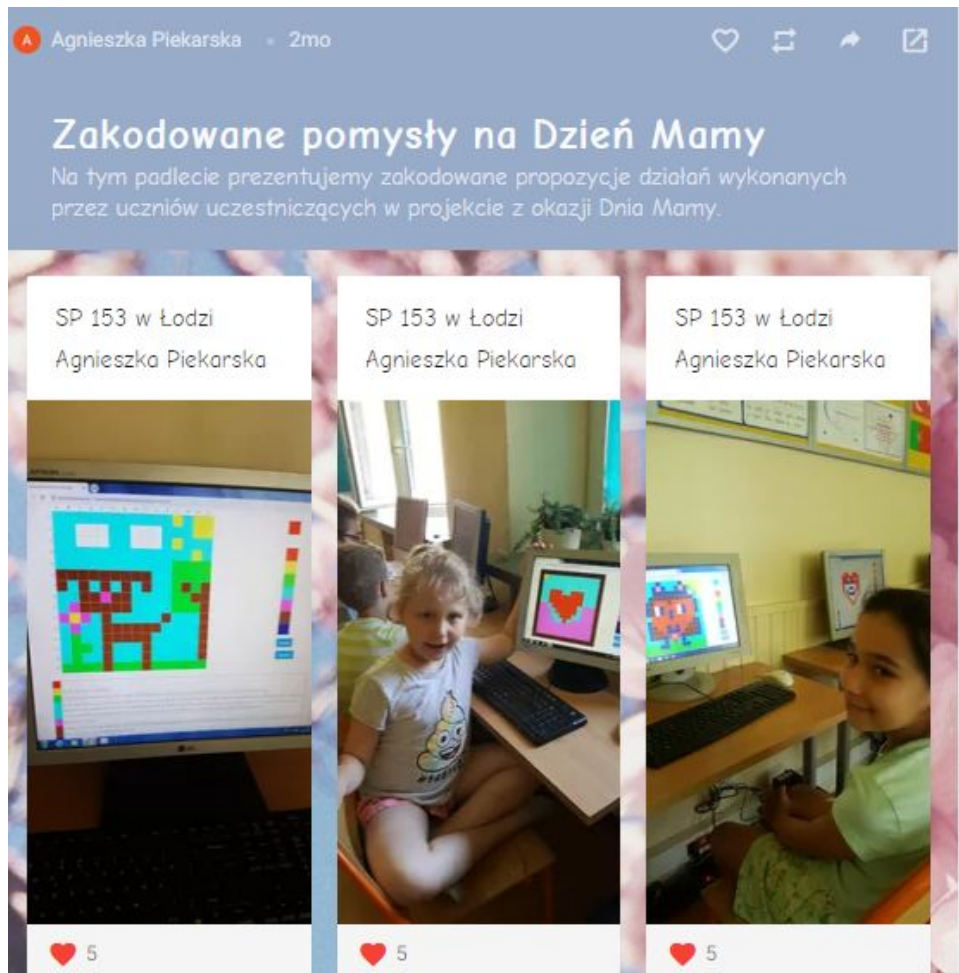 A Agnieszka Piekarska • 2mo
Zakodowane pomysły na Dzień Mamy
Na tym padlecie prezentujemy zakodowane propozycje działań wykonanych
przez uczniów uczestniczących w projekcie z okazji Dnia Mamy.
SP 153 w Łodzi
Agnieszka Piekarska
SP 153 w Łodzi
Agnieszka Piekarska
SP 153 w Łodzi
Agnieszka Piekarska
LG
5
5
5